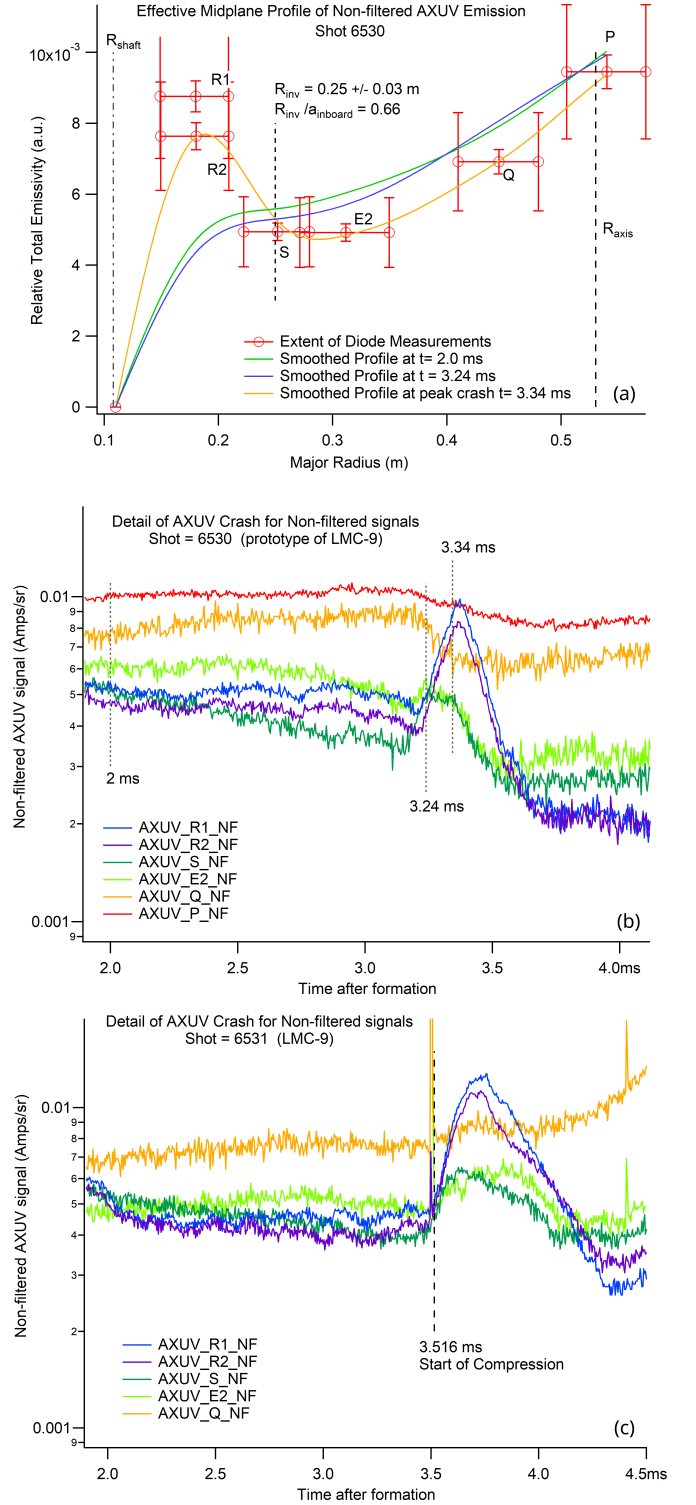 Effective Midplane Profile of Non-filtered AXUV Emission
Shot 6530
10x10⁻³
8
6
4
2
0
Relative Total Emissivity (a.u.)
R_shaft
R1
R2
R_inv = 0.25 +/- 0.03 m
R_inv /a_inboard = 0.66
S
E2
Q
P
R_axis
Extent of Diode Measurements
Smoothed Profile at t= 2.0 ms
Smoothed Profile at t = 3.24 ms
Smoothed Profile at peak crash t= 3.34 ms
(a)
0.1
0.2
0.3
0.4
0.5
Major Radius (m)
Detail of AXUV Crash for Non-filtered signals
Shot = 6530 (prototype of LMC-9)
3.34 ms
Non-filtered AXUV signal (Amps/sr)
0.01
9
8
7
6
5
4
3
2
0.001
9
2 ms
3.24 ms
AXUV_R1_NF
AXUV_R2_NF
AXUV_S_NF
AXUV_E2_NF
AXUV_Q_NF
AXUV_P_NF
(b)
2.0
2.5
3.0
3.5
4.0ms
Time after formation
Detail of AXUV Crash for Non-filtered signals
Shot = 6531 (LMC-9)
Non-filtered AXUV signal (Amps/sr)
0.01
9
8
7
6
5
4
3
2
0.001
9
3.516 ms
Start of Compression
AXUV_R1_NF
AXUV_R2_NF
AXUV_S_NF
AXUV_E2_NF
AXUV_Q_NF
(c)
2.0
2.5
3.0
3.5
4.0
4.5ms
Time after formation